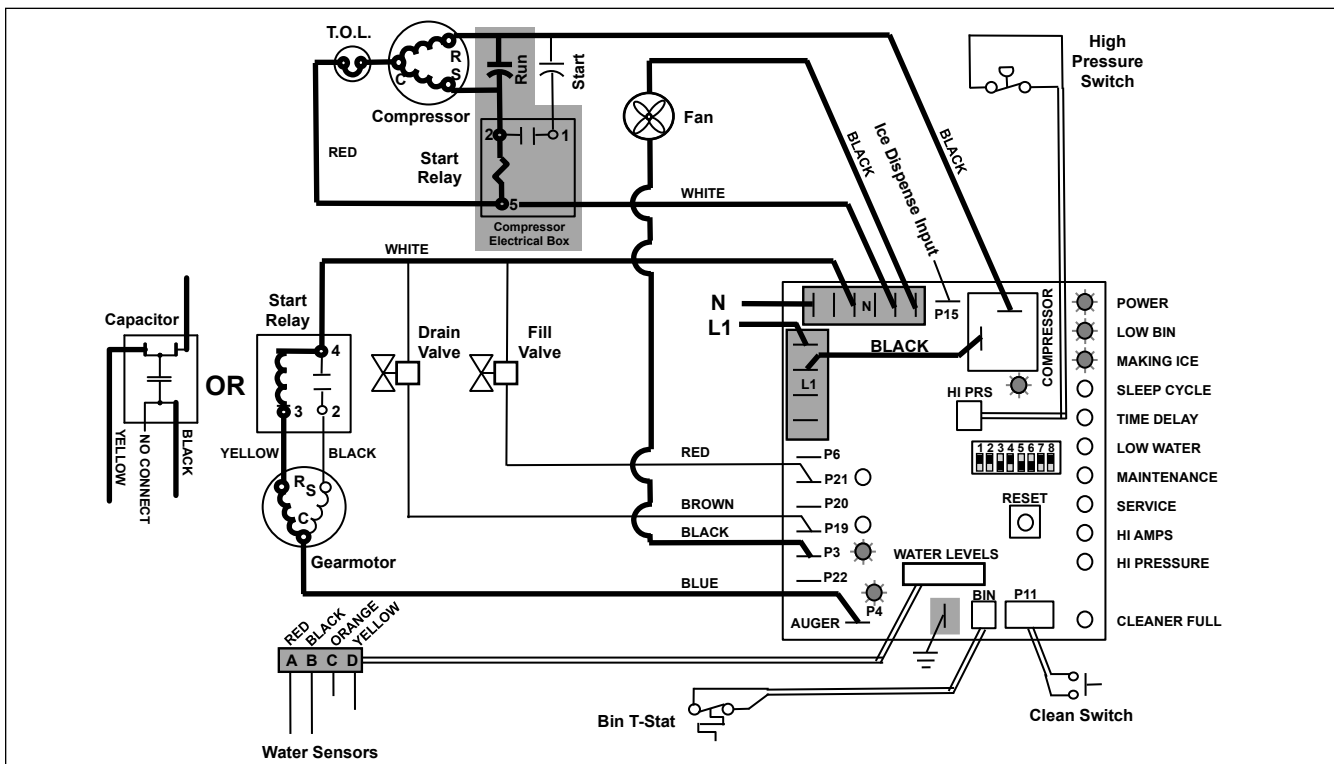 T.O.L.
R
S
C
Compressor
Run
Start
2
1
Start
Relay
5
Compressor
Electrical Box
RED
WHITE
Fan
BLACK
Ice Dispense Input
BLACK
High
Pressure
Switch
WHITE
Capacitor
YELLOW
NO CONNECT
BLACK
OR
Start
Relay
4
3
2
YELLOW
BLACK
R
S
C
Gearmotor
Drain
Valve
Fill
Valve
RED
BROWN
BLACK
BLUE
N
N
L1
L1
BLACK
P15
COMPRESSOR
HI PRS
1 2 3 4 5 6 7 8
RESET
P6
P21
P20
P19
P3
P22
P4
AUGER
WATER LEVELS
BIN
P11
POWER
LOW BIN
MAKING ICE
SLEEP CYCLE
TIME DELAY
LOW WATER
MAINTENANCE
SERVICE
HI AMPS
HI PRESSURE
CLEANER FULL
RED
BLACK
ORANGE
YELLOW
A B C D
Water Sensors
Bin T-Stat
Clean Switch